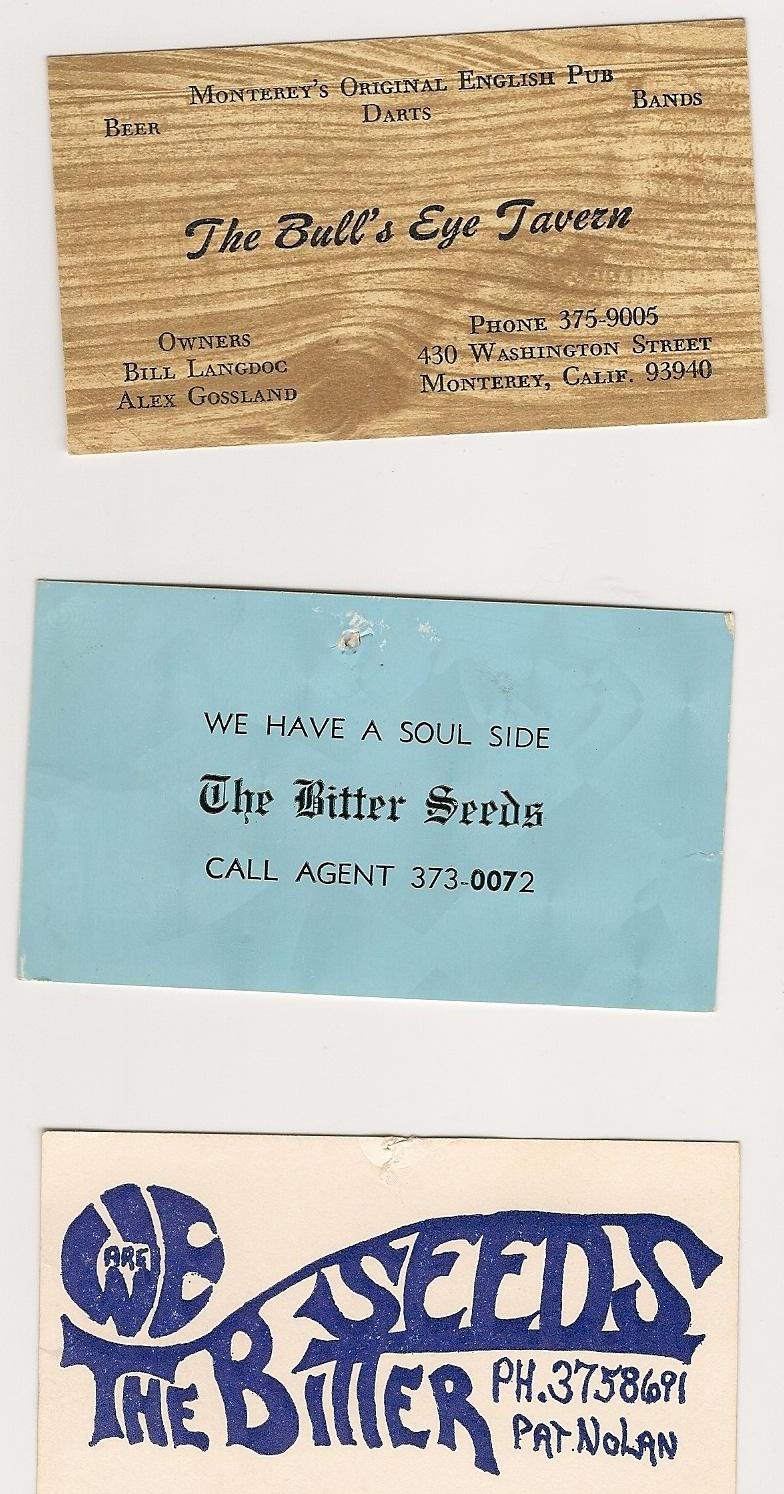 Monterey's Original English Pub
Beer Darts Bands
The Bull's Eye Tavern
Owners
Bill Langdoc
Alex Gossland
Phone 375-9005
430 Washington Street
Monterey, Calif. 93940
WE HAVE A SOUL SIDE
The Bitter Seeds
CALL AGENT 373-0072
WE ARE
THE BITTER SEEDS
PH. 3758691
PAT NOLAN